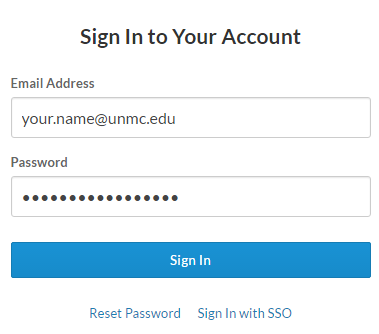 Sign In to Your Account
Email Address
your.name@unmc.edu
Password
•••••••••••••••••
Sign In
Reset Password Sign In with SSO